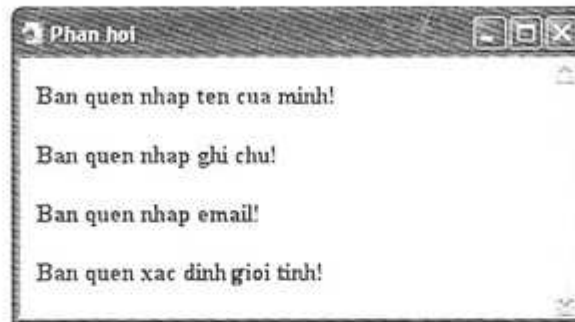 Phan hoi
Ban quen nhap ten cua minh!
Ban quen nhap ghi chu!
Ban quen nhap email!
Ban quen xac dinh gioi tinh!